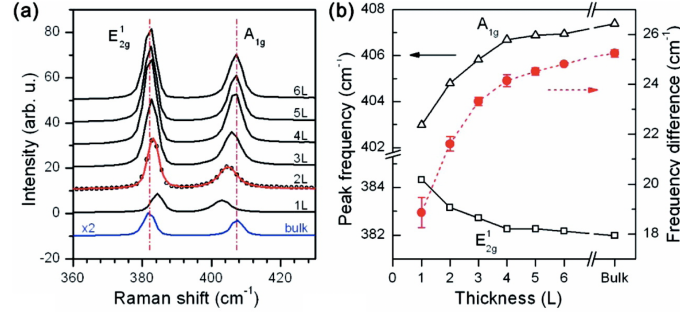 (a)
E¹₂g
A₁g
80
60
40
20
0
-20
Intensity (arb. u.)
6L
5L
4L
3L
2L
1L
x2
bulk
360
380
400
420
Raman shift (cm⁻¹)
(b)
A₁g
E¹₂g
408
406
404
402
384
382
Peak frequency (cm⁻¹)
26
24
22
20
18
Frequency difference (cm⁻¹)
0
1
2
3
4
5
6
Bulk
Thickness (L)